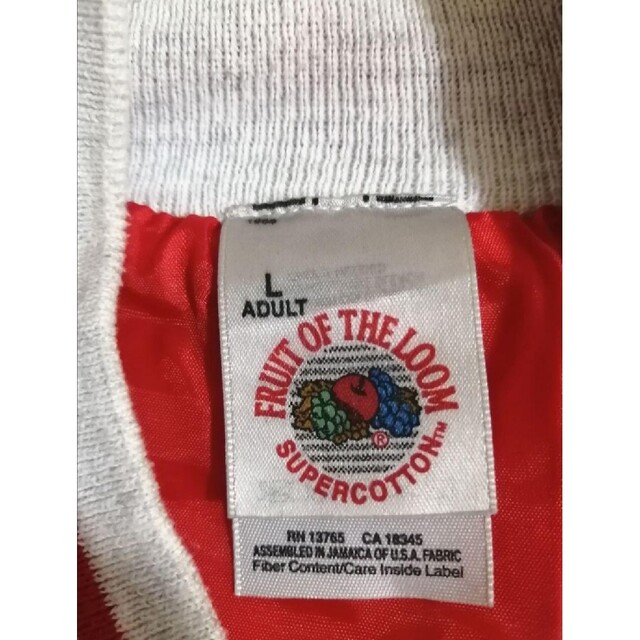 L
ADULT
FRUIT OF THE LOOM
®
SUPERCOTTON™
RN 13765 CA 18345
ASSEMBLED IN JAMAICA OF U.S.A. FABRIC
Fiber Content/Care Inside Label